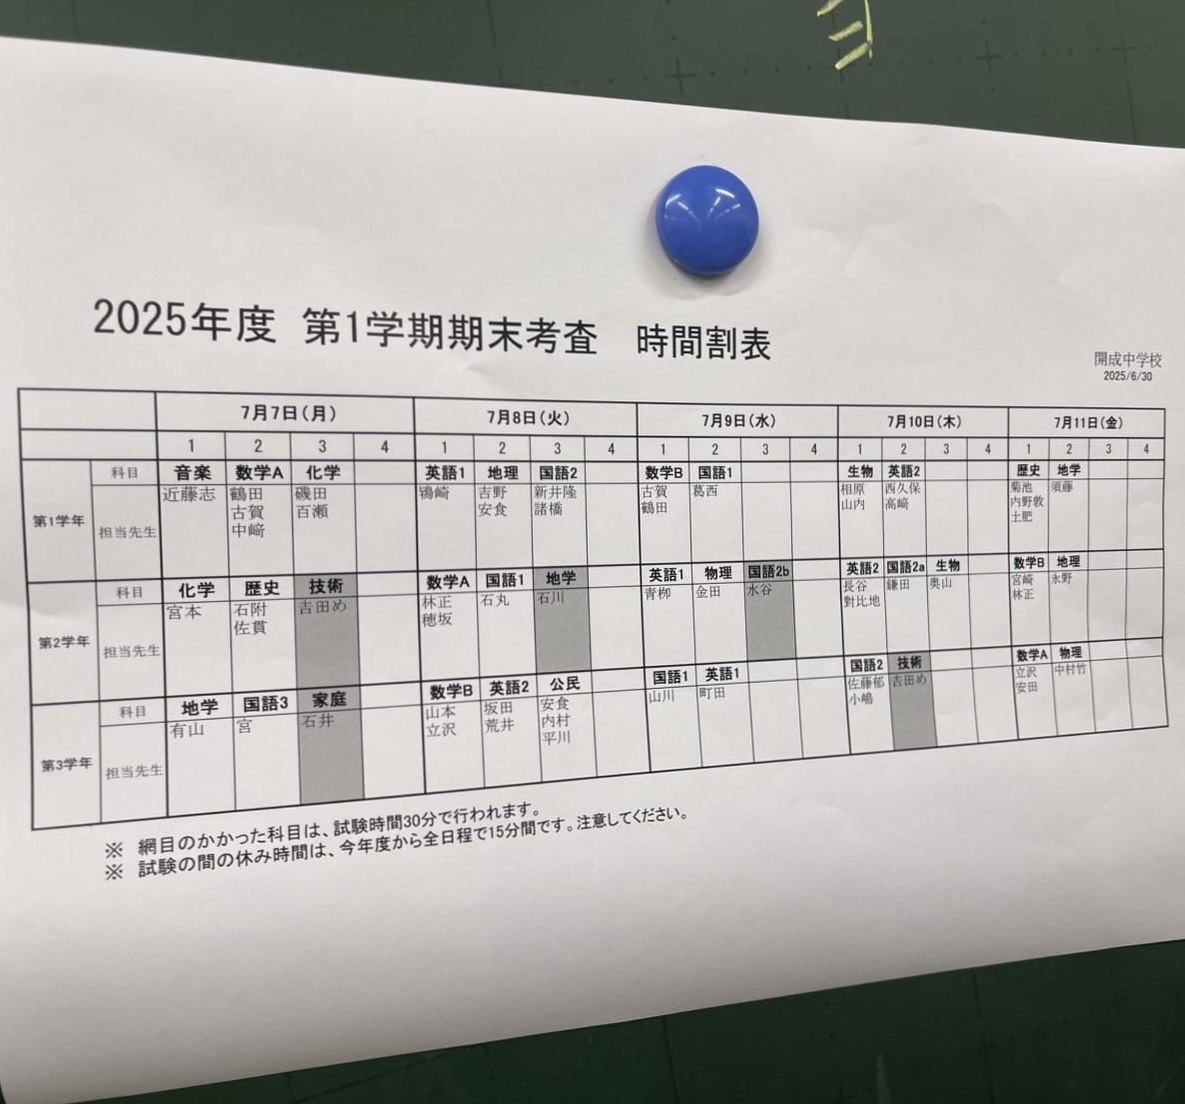 2025年度 第1学期期末考査 時間割表
開成中学校
2025/6/30
7月7日(月) 7月8日(火) 7月9日(水) 7月10日(木) 7月11日(金)
1 2 3 4 1 2 3 4 1 2 3 4 1 2 3 4 1 2 3 4
第1学年
科目 音楽 数学A 化学 英語1 地理 国語2 数学B 国語1 生物 英語2 歴史 地学
担当先生 近藤志 鶴田 磯田 鴇崎 吉野 新井隆 古賀 葛西 相原 西久保 菊池 須藤
古賀 百瀬 安食 諸橋 鶴田 山内 高﨑 内野敦
中﨑 土肥
第2学年
科目 化学 歴史 技術 数学A 国語1 地学 英語1 物理 国語2b 英語2 国語2a 生物 数学B 地理
担当先生 宮本 石附 吉田め 林正 石丸 石川 青栁 金田 水谷 長谷 鎌田 奥山 宮崎 永野
佐貫 穂坂 對比地 林正
第3学年
科目 地学 国語3 家庭 数学B 英語2 公民 国語1 英語1 国語2 技術 数学A 物理
担当先生 有山 宮 石井 山本 坂田 安食 山川 町田 佐藤郁 吉田め 立沢 中村竹
立沢 荒井 内村 小嶋 安田
平川
※ 網目のかかった科目は、試験時間30分で行われます。
※ 試験の間の休み時間は、今年度から全日程で15分間です。注意してください。